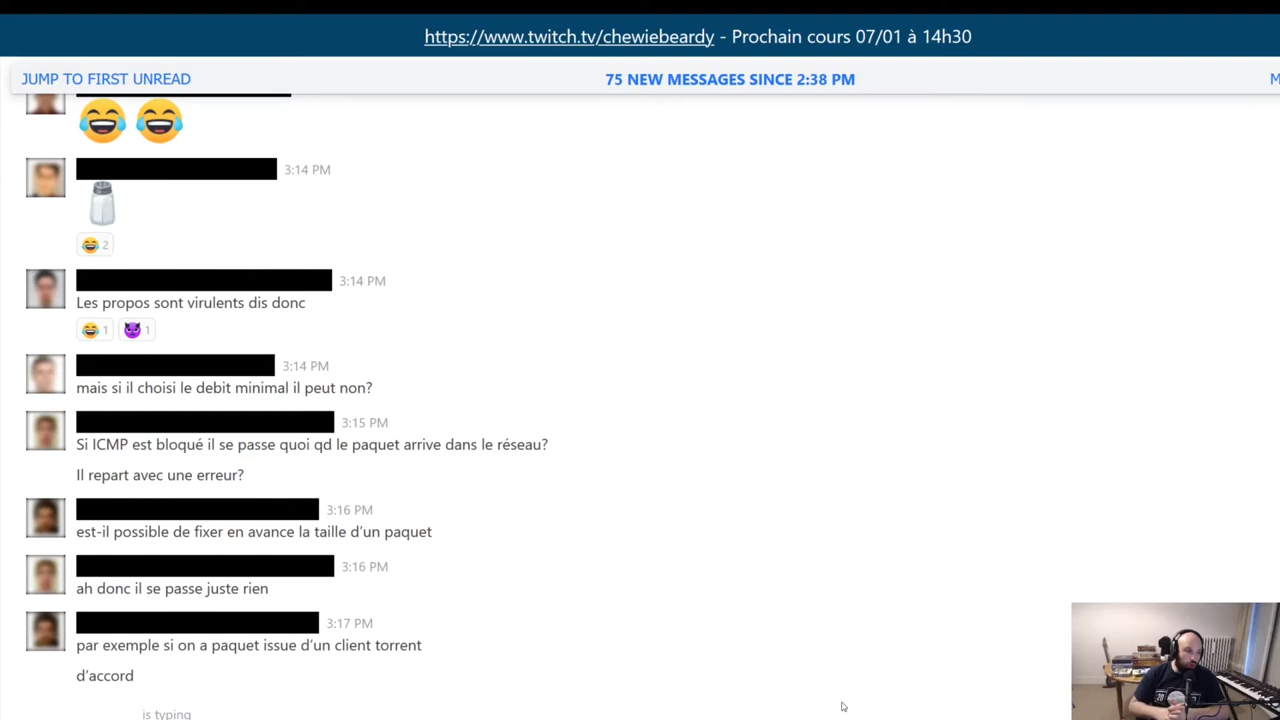 https://www.twitch.tv/chewiebeardy - Prochain cours 07/01 à 14h30
JUMP TO FIRST UNREAD
75 NEW MESSAGES SINCE 2:38 PM
M
3:14 PM
2
3:14 PM
Les propos sont virulents dis donc
1 1
3:14 PM
mais si il choisi le debit minimal il peut non?
3:15 PM
Si ICMP est bloqué il se passe quoi qd le paquet arrive dans le réseau?
Il repart avec une erreur?
3:16 PM
est-il possible de fixer en avance la taille d'un paquet
3:16 PM
ah donc il se passe juste rien
3:17 PM
par exemple si on a paquet issue d'un client torrent
d'accord
is typing